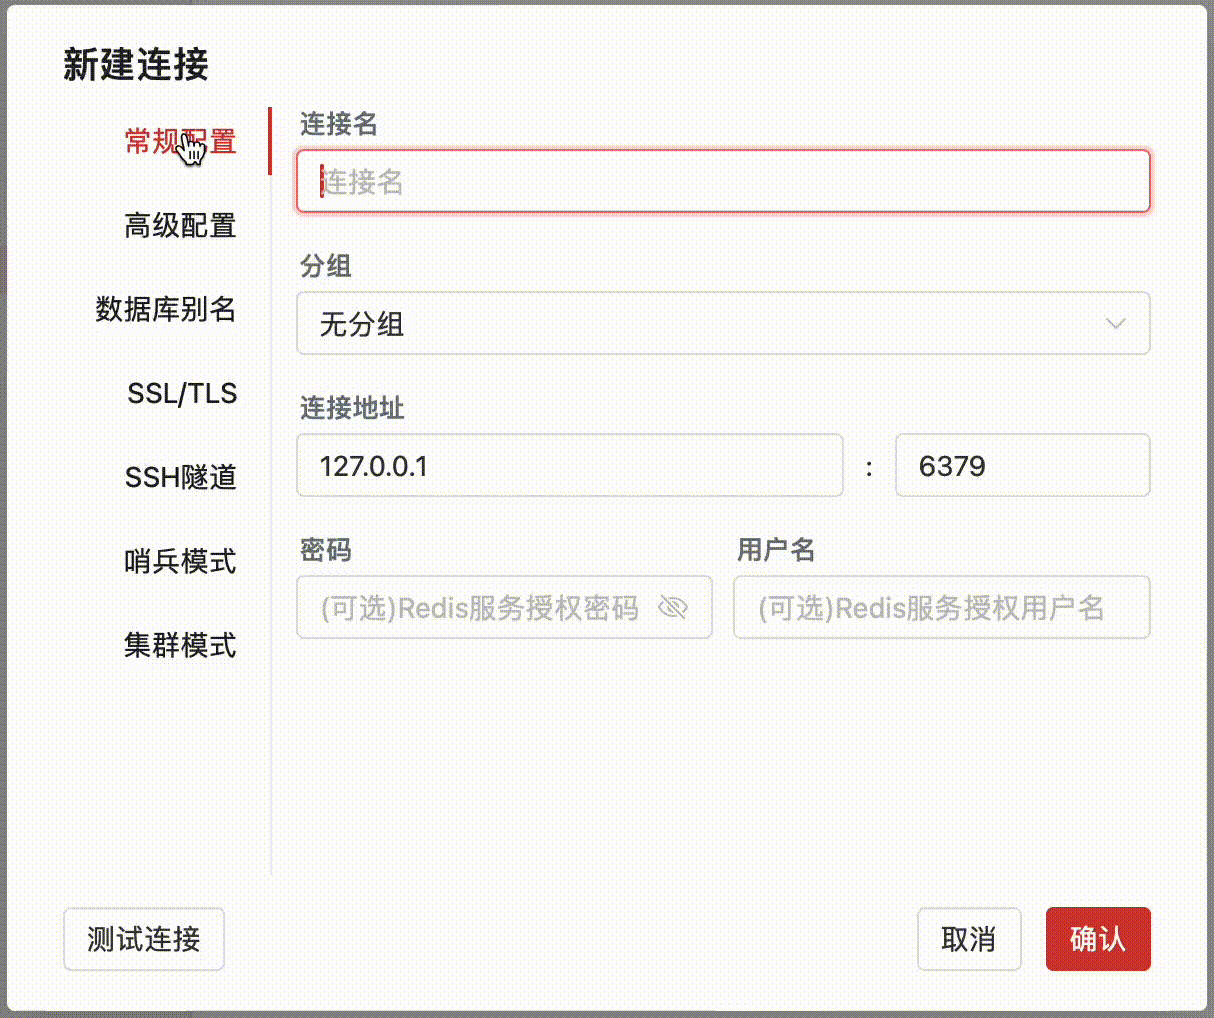 新建连接
常规配置
高级配置
数据库别名
SSL/TLS
SSH隧道
哨兵模式
集群模式
连接名
连接名
分组
无分组
连接地址
127.0.0.1 : 6379
密码 用户名
(可选)Redis服务授权密码 (可选)Redis服务授权用户名
测试连接 取消 确认